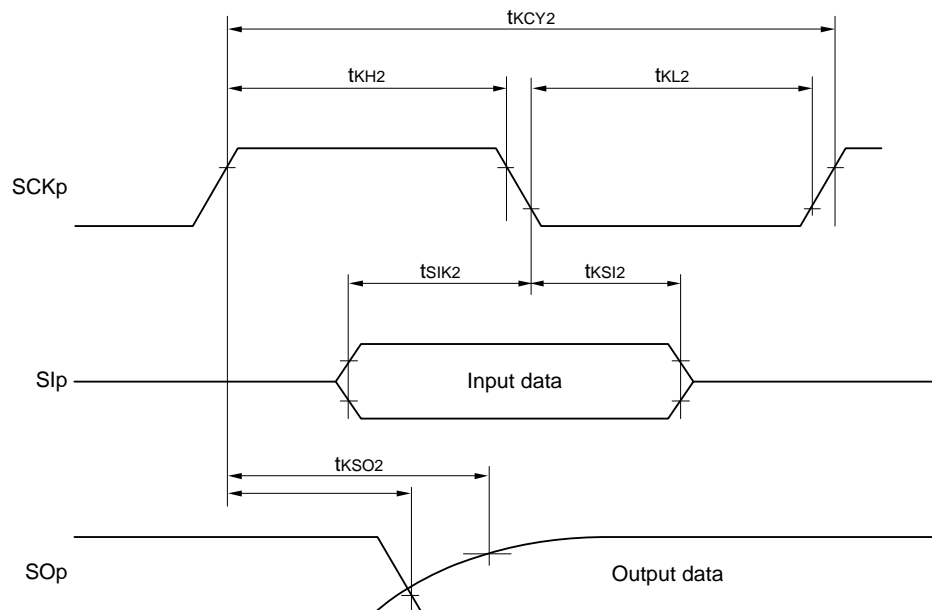 tKCY2
tKH2
tKL2
SCKp
tSIK2
tKSI2
SIp
Input data
tKSO2
SOp
Output data